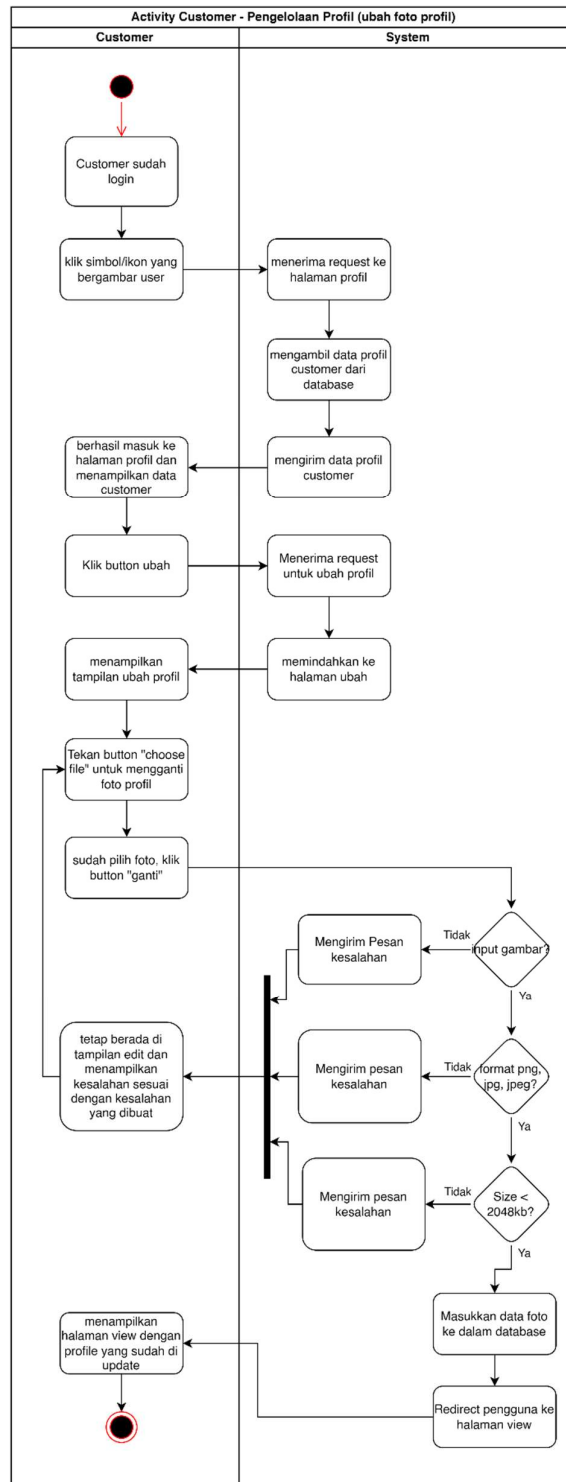 Activity Customer - Pengelolaan Profil (ubah foto profil)
Customer
System
Customer sudah
login
klik simbol/ikon yang
bergambar user
menerima request ke
halaman profil
mengambil data profil
customer dari
database
berhasil masuk ke
halaman profil dan
menampilkan data
customer
mengirim data profil
customer
Klik button ubah
Menerima request
untuk ubah profil
menampilkan
tampilan ubah profil
memindahkan ke
halaman ubah
Tekan button "choose
file" untuk mengganti
foto profil
sudah pilih foto, klik
button "ganti"
Mengirim Pesan
kesalahan
Tidak
input gambar?
Ya
tetap berada di
tampilan edit dan
menampilkan
kesalahan sesuai
dengan kesalahan
yang dibuat
Mengirim pesan
kesalahan
Tidak
format png,
jpg, jpeg?
Ya
Mengirim pesan
kesalahan
Tidak
Size <
2048kb?
Ya
Masukkan data foto
ke dalam database
menampilkan
halaman view dengan
profile yang sudah di
update
Redirect pengguna ke
halaman view